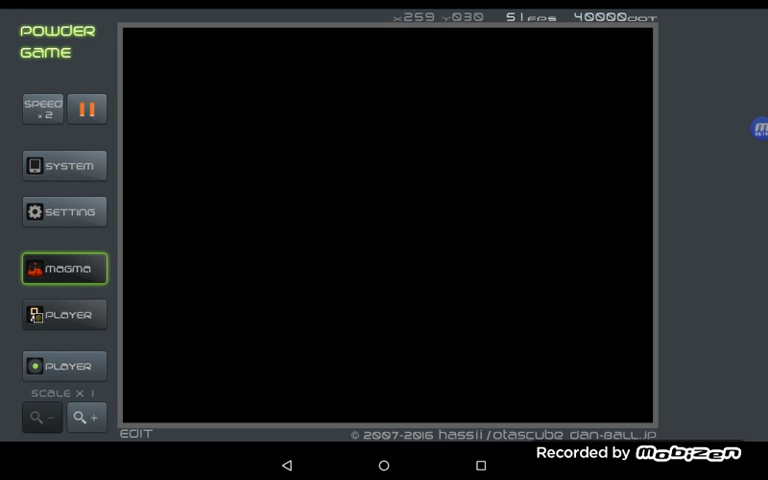 x259 y030 51fps 40000dot
POWDER
GAME
SPEED
x2
SYSTEM
SETTING
MAGMA
PLAYER
PLAYER
SCALE x 1
- +
EDIT
© 2007-2016 hassii/otascube dan-ball.jp
Recorded by mobizen